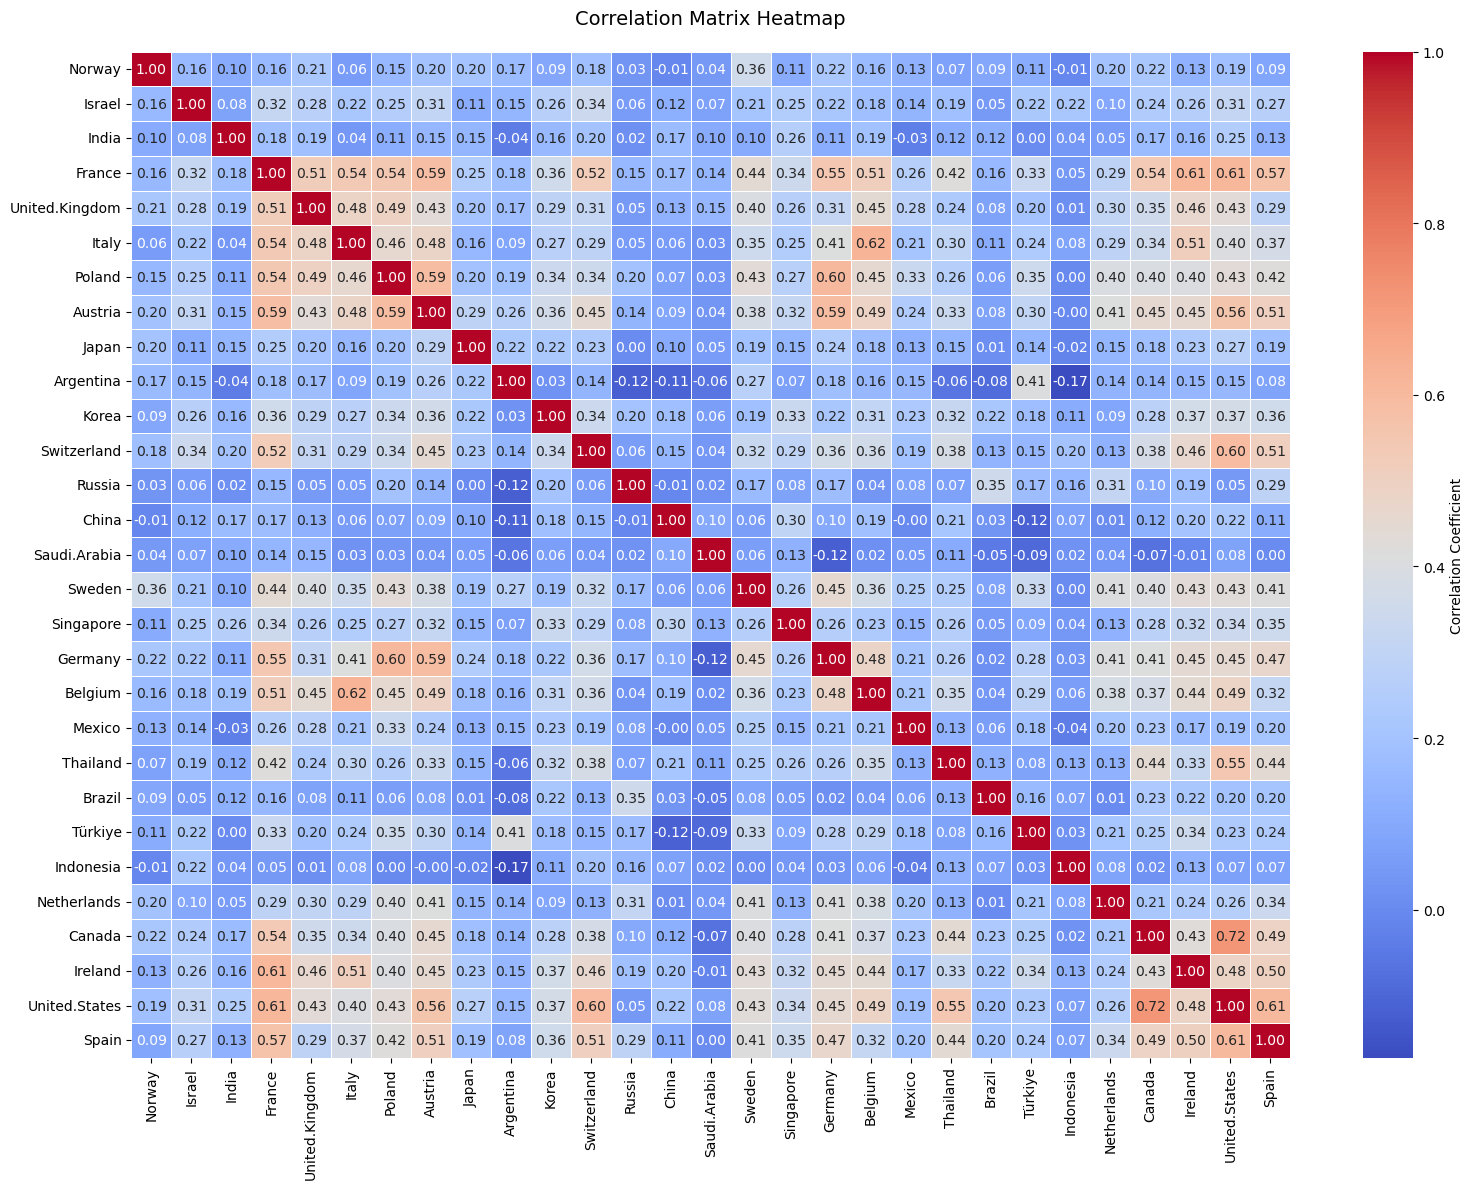 Correlation Matrix Heatmap
Norway 1.00 0.16 0.10 0.16 0.21 0.06 0.15 0.20 0.20 0.17 0.09 0.18 0.03 -0.01 0.04 0.36 0.11 0.22 0.16 0.13 0.07 0.09 0.11 -0.01 0.20 0.22 0.13 0.19 0.09
Israel 0.16 1.00 0.08 0.32 0.28 0.22 0.25 0.31 0.11 0.15 0.26 0.34 0.06 0.12 0.07 0.21 0.25 0.22 0.18 0.14 0.19 0.05 0.22 0.22 0.10 0.24 0.26 0.31 0.27
India 0.10 0.08 1.00 0.18 0.19 0.04 0.11 0.15 0.15 -0.04 0.16 0.20 0.02 0.17 0.10 0.10 0.26 0.11 0.19 -0.03 0.12 0.12 0.00 0.04 0.05 0.17 0.16 0.25 0.13
France 0.16 0.32 0.18 1.00 0.51 0.54 0.54 0.59 0.25 0.18 0.36 0.52 0.15 0.17 0.14 0.44 0.34 0.55 0.51 0.26 0.42 0.16 0.33 0.05 0.29 0.54 0.61 0.61 0.57
United.Kingdom 0.21 0.28 0.19 0.51 1.00 0.48 0.49 0.43 0.20 0.17 0.29 0.31 0.05 0.13 0.15 0.40 0.26 0.31 0.45 0.28 0.24 0.08 0.20 0.01 0.30 0.35 0.46 0.43 0.29
Italy 0.06 0.22 0.04 0.54 0.48 1.00 0.46 0.48 0.16 0.09 0.27 0.29 0.05 0.06 0.03 0.35 0.25 0.41 0.62 0.21 0.30 0.11 0.24 0.08 0.29 0.34 0.51 0.40 0.37
Poland 0.15 0.25 0.11 0.54 0.49 0.46 1.00 0.59 0.20 0.19 0.34 0.34 0.20 0.07 0.03 0.43 0.27 0.60 0.45 0.33 0.26 0.06 0.35 0.00 0.40 0.40 0.40 0.43 0.42
Austria 0.20 0.31 0.15 0.59 0.43 0.48 0.59 1.00 0.29 0.26 0.36 0.45 0.14 0.09 0.04 0.38 0.32 0.59 0.49 0.24 0.33 0.08 0.30 -0.00 0.41 0.45 0.45 0.56 0.51
Japan 0.20 0.11 0.15 0.25 0.20 0.16 0.20 0.29 1.00 0.22 0.22 0.23 0.00 0.10 0.05 0.19 0.15 0.24 0.18 0.13 0.15 0.01 0.14 -0.02 0.15 0.18 0.23 0.27 0.19
Argentina 0.17 0.15 -0.04 0.18 0.17 0.09 0.19 0.26 0.22 1.00 0.03 0.14 -0.12 -0.11 -0.06 0.27 0.07 0.18 0.16 0.15 -0.06 -0.08 0.41 -0.17 0.14 0.14 0.15 0.15 0.08
Korea 0.09 0.26 0.16 0.36 0.29 0.27 0.34 0.36 0.22 0.03 1.00 0.34 0.20 0.18 0.06 0.19 0.33 0.22 0.31 0.23 0.32 0.22 0.18 0.11 0.09 0.28 0.37 0.37 0.36
Switzerland 0.18 0.34 0.20 0.52 0.31 0.29 0.34 0.45 0.23 0.14 0.34 1.00 0.06 0.15 0.04 0.32 0.29 0.36 0.36 0.19 0.38 0.13 0.15 0.20 0.13 0.38 0.46 0.60 0.51
Russia 0.03 0.06 0.02 0.15 0.05 0.05 0.20 0.14 0.00 -0.12 0.20 0.06 1.00 -0.01 0.02 0.17 0.08 0.17 0.04 0.08 0.07 0.35 0.17 0.16 0.31 0.10 0.19 0.05 0.29
China -0.01 0.12 0.17 0.17 0.13 0.06 0.07 0.09 0.10 -0.11 0.18 0.15 -0.01 1.00 0.10 0.06 0.30 0.10 0.19 -0.00 0.21 0.03 -0.12 0.07 0.01 0.12 0.20 0.22 0.11
Saudi.Arabia 0.04 0.07 0.10 0.14 0.15 0.03 0.03 0.04 0.05 -0.06 0.06 0.04 0.02 0.10 1.00 0.06 0.13 -0.12 0.02 0.05 0.11 -0.05 -0.09 0.02 0.04 -0.07 -0.01 0.08 0.00
Sweden 0.36 0.21 0.10 0.44 0.40 0.35 0.43 0.38 0.19 0.27 0.19 0.32 0.17 0.06 0.06 1.00 0.26 0.45 0.36 0.25 0.25 0.08 0.33 0.00 0.41 0.40 0.43 0.43 0.41
Singapore 0.11 0.25 0.26 0.34 0.26 0.25 0.27 0.32 0.15 0.07 0.33 0.29 0.08 0.30 0.13 0.26 1.00 0.26 0.23 0.15 0.26 0.05 0.09 0.04 0.13 0.28 0.32 0.34 0.35
Germany 0.22 0.22 0.11 0.55 0.31 0.41 0.60 0.59 0.24 0.18 0.22 0.36 0.17 0.10 -0.12 0.45 0.26 1.00 0.48 0.21 0.26 0.02 0.28 0.03 0.41 0.41 0.45 0.45 0.47
Belgium 0.16 0.18 0.19 0.51 0.45 0.62 0.45 0.49 0.18 0.16 0.31 0.36 0.04 0.19 0.02 0.36 0.23 0.48 1.00 0.21 0.35 0.04 0.29 0.06 0.38 0.37 0.44 0.49 0.32
Mexico 0.13 0.14 -0.03 0.26 0.28 0.21 0.33 0.24 0.13 0.15 0.23 0.19 0.08 -0.00 0.05 0.25 0.15 0.21 0.21 1.00 0.13 0.06 0.18 -0.04 0.20 0.23 0.17 0.19 0.20
Thailand 0.07 0.19 0.12 0.42 0.24 0.30 0.26 0.33 0.15 -0.06 0.32 0.38 0.07 0.21 0.11 0.25 0.26 0.26 0.35 0.13 1.00 0.13 0.08 0.13 0.13 0.44 0.33 0.55 0.44
Brazil 0.09 0.05 0.12 0.16 0.08 0.11 0.06 0.08 0.01 -0.08 0.22 0.13 0.35 0.03 -0.05 0.08 0.05 0.02 0.04 0.06 0.13 1.00 0.16 0.07 0.01 0.23 0.22 0.20 0.20
Türkiye 0.11 0.22 0.00 0.33 0.20 0.24 0.35 0.30 0.14 0.41 0.18 0.15 0.17 -0.12 -0.09 0.33 0.09 0.28 0.29 0.18 0.08 0.16 1.00 0.03 0.21 0.25 0.34 0.23 0.24
Indonesia -0.01 0.22 0.04 0.05 0.01 0.08 0.00 -0.00 -0.02 -0.17 0.11 0.20 0.16 0.07 0.02 0.00 0.04 0.03 0.06 -0.04 0.13 0.07 0.03 1.00 0.08 0.02 0.13 0.07 0.07
Netherlands 0.20 0.10 0.05 0.29 0.30 0.29 0.40 0.41 0.15 0.14 0.09 0.13 0.31 0.01 0.04 0.41 0.13 0.41 0.38 0.20 0.13 0.01 0.21 0.08 1.00 0.21 0.24 0.26 0.34
Canada 0.22 0.24 0.17 0.54 0.35 0.34 0.40 0.45 0.18 0.14 0.28 0.38 0.10 0.12 -0.07 0.40 0.28 0.41 0.37 0.23 0.44 0.23 0.25 0.02 0.21 1.00 0.43 0.72 0.49
Ireland 0.13 0.26 0.16 0.61 0.46 0.51 0.40 0.45 0.23 0.15 0.37 0.46 0.19 0.20 -0.01 0.43 0.32 0.45 0.44 0.17 0.33 0.22 0.34 0.13 0.24 0.43 1.00 0.48 0.50
United.States 0.19 0.31 0.25 0.61 0.43 0.40 0.43 0.56 0.27 0.15 0.37 0.60 0.05 0.22 0.08 0.43 0.34 0.45 0.49 0.19 0.55 0.20 0.23 0.07 0.26 0.72 0.48 1.00 0.61
Spain 0.09 0.27 0.13 0.57 0.29 0.37 0.42 0.51 0.19 0.08 0.36 0.51 0.29 0.11 0.00 0.41 0.35 0.47 0.32 0.20 0.44 0.20 0.24 0.07 0.34 0.49 0.50 0.61 1.00
Norway
Israel
India
France
United.Kingdom
Italy
Poland
Austria
Japan
Argentina
Korea
Switzerland
Russia
China
Saudi.Arabia
Sweden
Singapore
Germany
Belgium
Mexico
Thailand
Brazil
Türkiye
Indonesia
Netherlands
Canada
Ireland
United.States
Spain
1.0
0.8
0.6
0.4
0.2
0.0
Correlation Coefficient